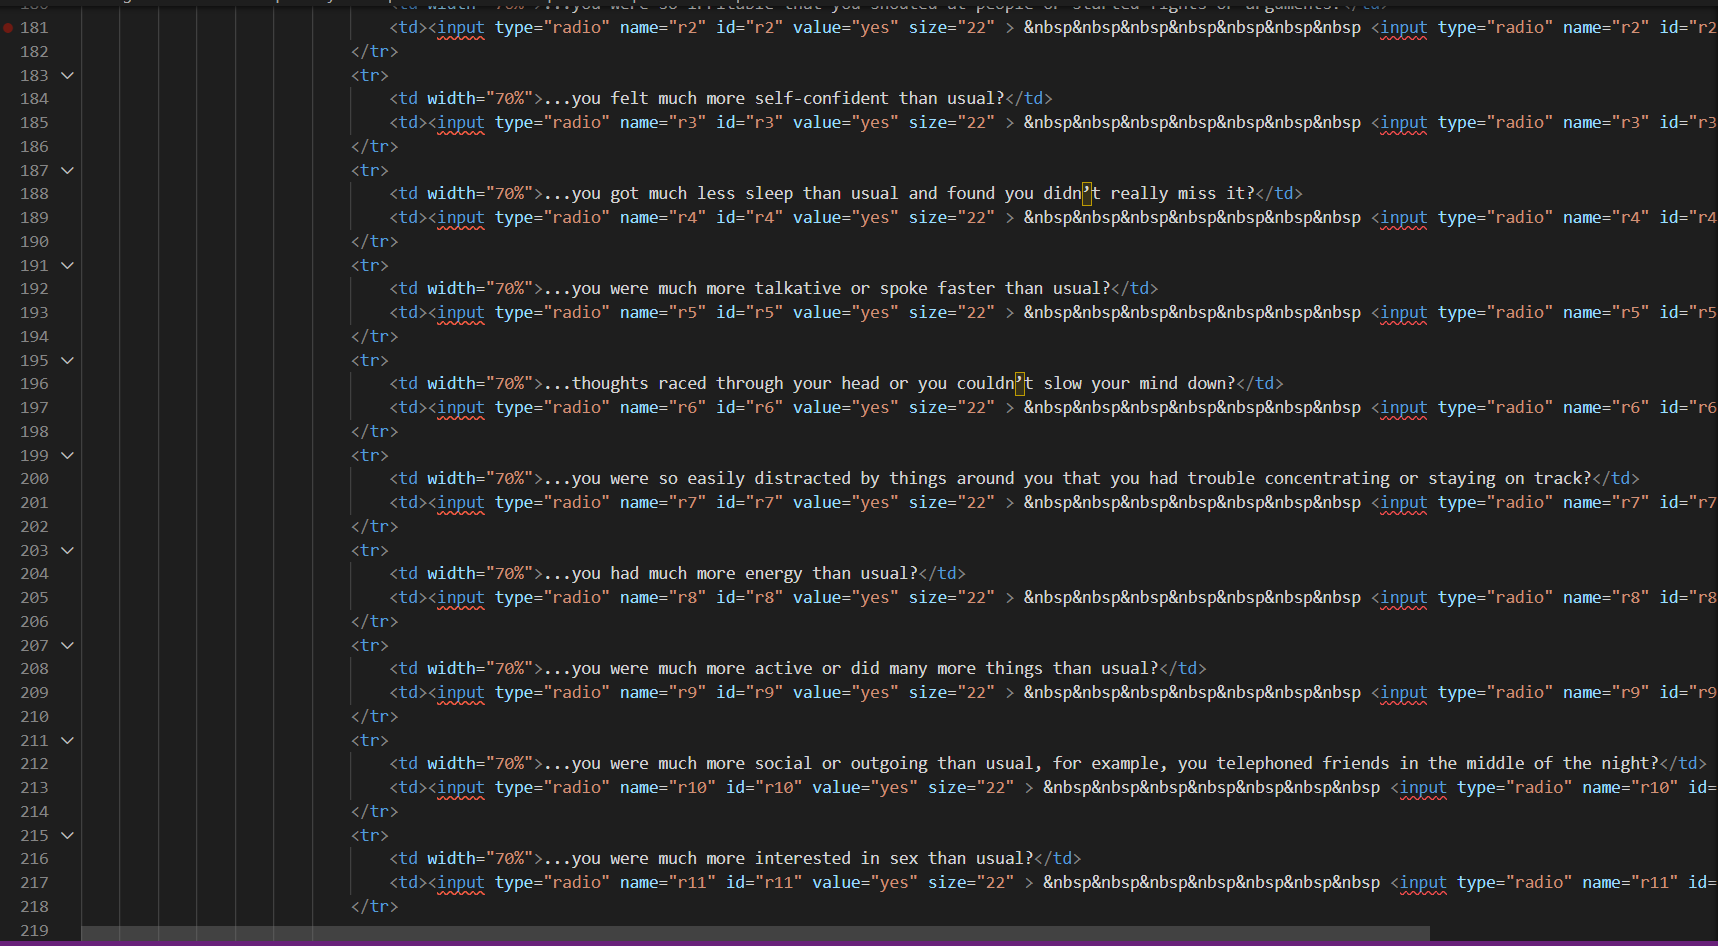 180 <td width="70%">...you were so irritable that you shouted at people or started fights or arguments?</td>
181 <td><input type="radio" name="r2" id="r2" value="yes" size="22" > &nbsp&nbsp&nbsp&nbsp&nbsp&nbsp&nbsp <input type="radio" name="r2" id="r2
182 </tr>
183 <tr>
184 <td width="70%">...you felt much more self-confident than usual?</td>
185 <td><input type="radio" name="r3" id="r3" value="yes" size="22" > &nbsp&nbsp&nbsp&nbsp&nbsp&nbsp&nbsp <input type="radio" name="r3" id="r3
186 </tr>
187 <tr>
188 <td width="70%">...you got much less sleep than usual and found you didn’t really miss it?</td>
189 <td><input type="radio" name="r4" id="r4" value="yes" size="22" > &nbsp&nbsp&nbsp&nbsp&nbsp&nbsp&nbsp <input type="radio" name="r4" id="r4
190 </tr>
191 <tr>
192 <td width="70%">...you were much more talkative or spoke faster than usual?</td>
193 <td><input type="radio" name="r5" id="r5" value="yes" size="22" > &nbsp&nbsp&nbsp&nbsp&nbsp&nbsp&nbsp <input type="radio" name="r5" id="r5
194 </tr>
195 <tr>
196 <td width="70%">...thoughts raced through your head or you couldn’t slow your mind down?</td>
197 <td><input type="radio" name="r6" id="r6" value="yes" size="22" > &nbsp&nbsp&nbsp&nbsp&nbsp&nbsp&nbsp <input type="radio" name="r6" id="r6
198 </tr>
199 <tr>
200 <td width="70%">...you were so easily distracted by things around you that you had trouble concentrating or staying on track?</td>
201 <td><input type="radio" name="r7" id="r7" value="yes" size="22" > &nbsp&nbsp&nbsp&nbsp&nbsp&nbsp&nbsp <input type="radio" name="r7" id="r7
202 </tr>
203 <tr>
204 <td width="70%">...you had much more energy than usual?</td>
205 <td><input type="radio" name="r8" id="r8" value="yes" size="22" > &nbsp&nbsp&nbsp&nbsp&nbsp&nbsp&nbsp <input type="radio" name="r8" id="r8
206 </tr>
207 <tr>
208 <td width="70%">...you were much more active or did many more things than usual?</td>
209 <td><input type="radio" name="r9" id="r9" value="yes" size="22" > &nbsp&nbsp&nbsp&nbsp&nbsp&nbsp&nbsp <input type="radio" name="r9" id="r9
210 </tr>
211 <tr>
212 <td width="70%">...you were much more social or outgoing than usual, for example, you telephoned friends in the middle of the night?</td>
213 <td><input type="radio" name="r10" id="r10" value="yes" size="22" > &nbsp&nbsp&nbsp&nbsp&nbsp&nbsp&nbsp <input type="radio" name="r10" id=
214 </tr>
215 <tr>
216 <td width="70%">...you were much more interested in sex than usual?</td>
217 <td><input type="radio" name="r11" id="r11" value="yes" size="22" > &nbsp&nbsp&nbsp&nbsp&nbsp&nbsp&nbsp <input type="radio" name="r11" id=
218 </tr>
219